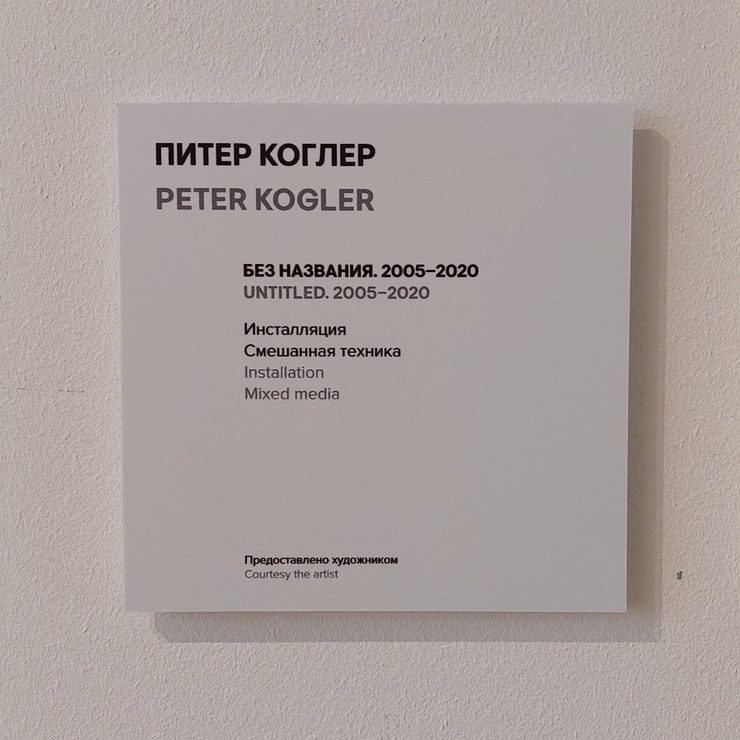 ПИТЕР КОГЛЕР
PETER KOGLER
БЕЗ НАЗВАНИЯ. 2005–2020
UNTITLED. 2005–2020
Инсталляция
Смешанная техника
Installation
Mixed media
Предоставлено художником
Courtesy the artist